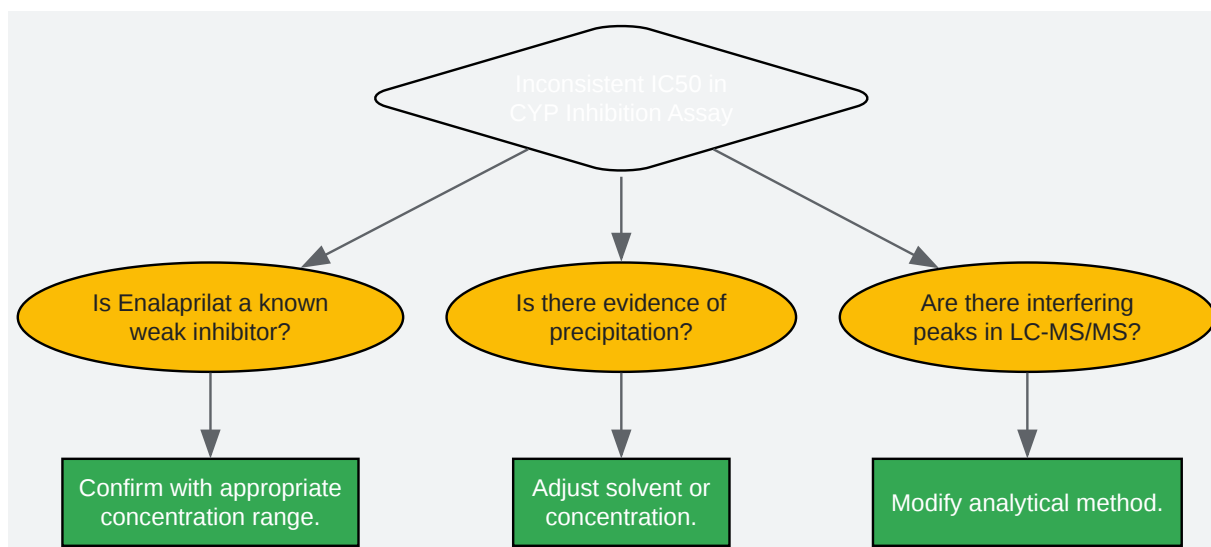 Inconsistent IC50 in
CYP Inhibition Assay
Is Enalaprilat a known
weak inhibitor?
Is there evidence of
precipitation?
Are there interfering
peaks in LC-MS/MS?
Confirm with appropriate
concentration range.
Adjust solvent or
concentration.
Modify analytical method.